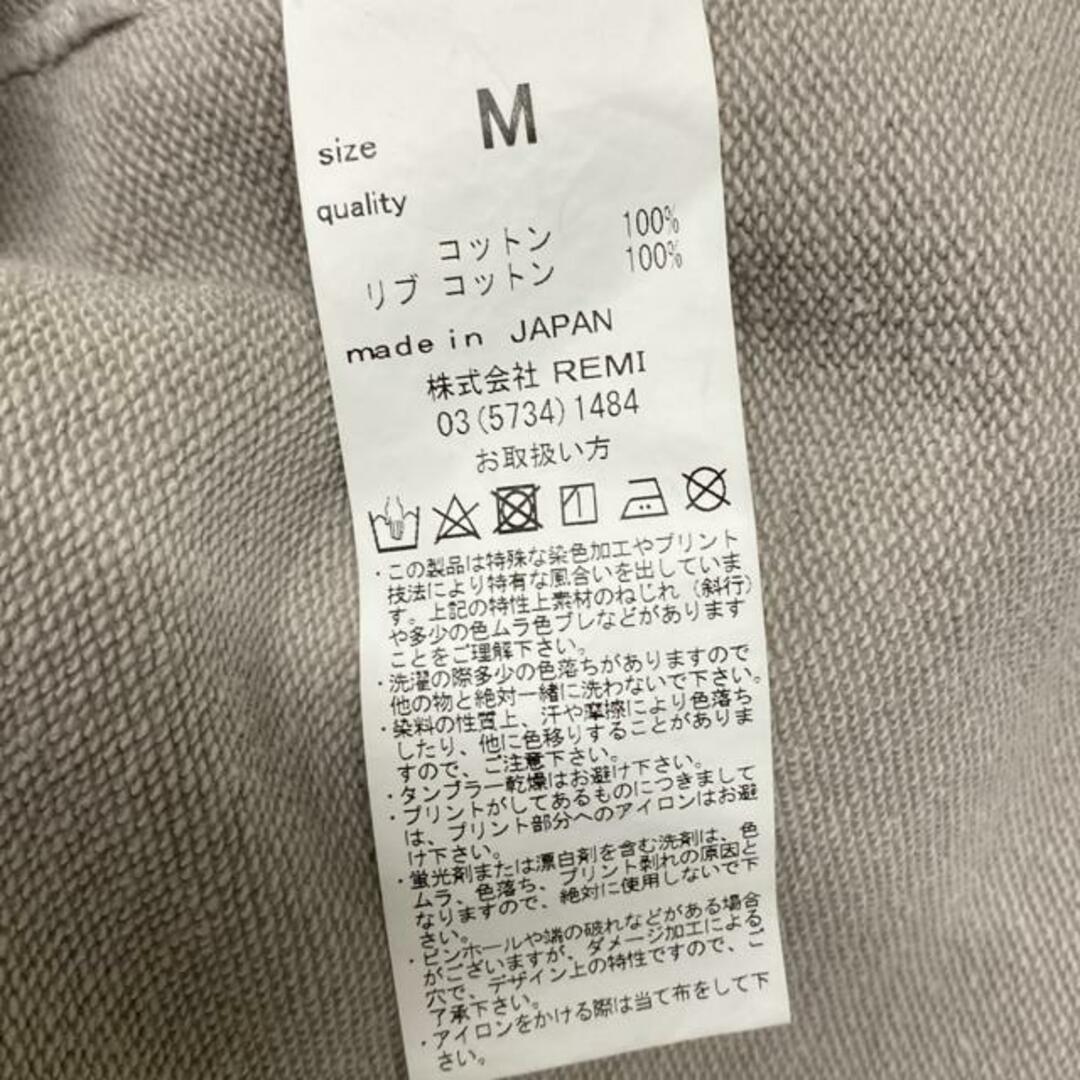 M
size
quality
コットン 100%
リブ コットン 100%
made in JAPAN
株式会社 REMI
03(5734)1484
お取扱い方
・この製品は特殊な染色加工やプリント
技法により特有な風合いを出していま
す。上記の特性上素材のねじれ(斜行)
や多少の色ムラ色ブレなどがあります
ことをご理解下さい。
・洗濯の際多少の色落ちがありますので
他の物と絶対一緒に洗わないで下さい。
・染料の性質上、汗や摩擦により色落ち
したり、他に色移りすることがありま
すので、ご注意下さい。
・タンブラー乾燥はお避け下さい。
・プリントがしてあるものにつきまして
は、プリント部分へのアイロンはお避
け下さい。
・蛍光剤または漂白剤を含む洗剤は、色
ムラ、色落ち、プリント剥れの原因と
なりますので、絶対に使用しないで下
さい。
・ピンホールや端の破れなどがある場合
がございますが、ダメージ加工による
穴で、デザイン上の特性ですので、ご
了承下さい。
・アイロンをかける際は当て布をして下
さい。